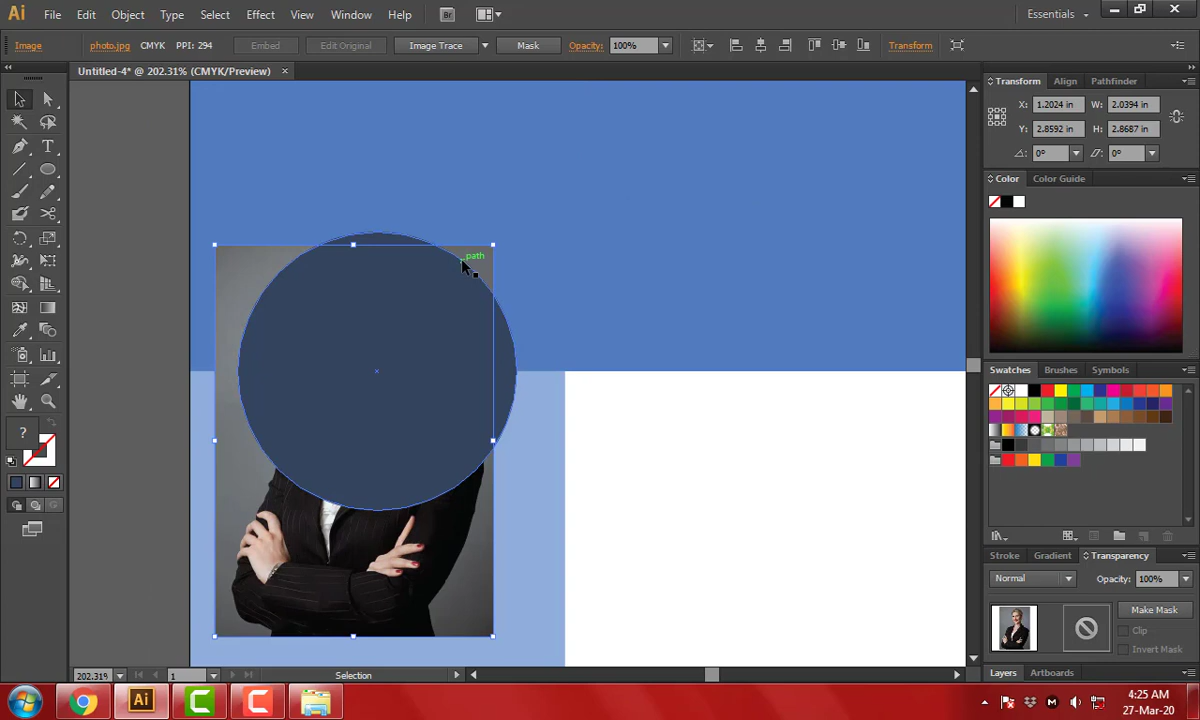 Ai File Edit Object Type Select Effect View Window Help Br Essentials
Image photo.jpg CMYK PPI: 294 Embed Edit Original Image Trace Mask Opacity: 100% Transform
Untitled-4* @ 202.31% (CMYK/Preview)
Transform Align Pathfinder
X: 1.2024 in W: 2.0394 in
Y: 2.8592 in H: 2.8687 in
0° 0°
Color Color Guide
path
Swatches Brushes Symbols
Stroke Gradient Transparency
Normal Opacity: 100%
Make Mask
Clip
Invert Mask
Layers Artboards
202.31% 1 Selection
Ai
4:25 AM
27-Mar-20